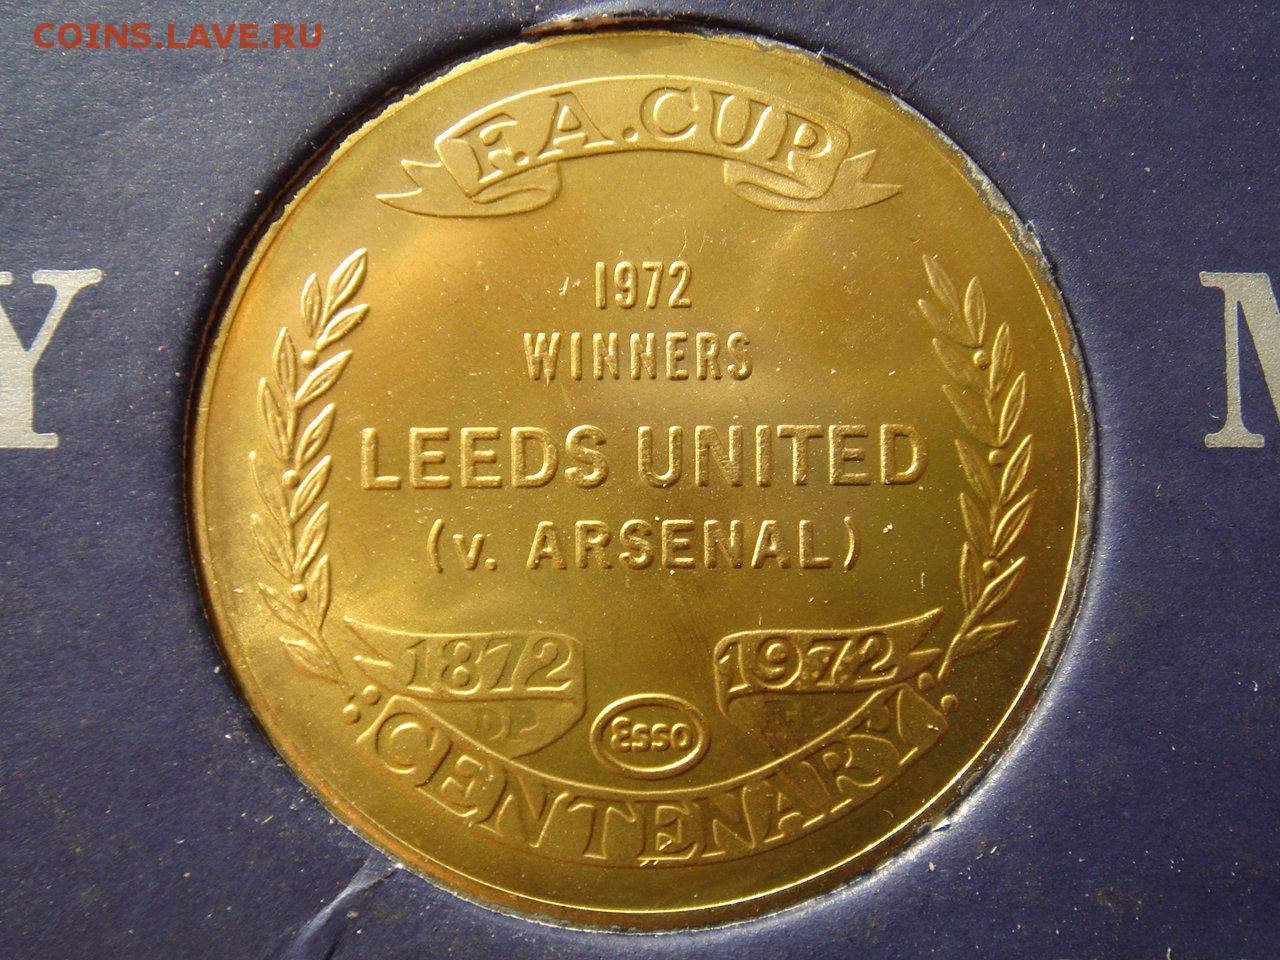 COINS.LAVE.RU
F.A.CUP
1972
WINNERS
LEEDS UNITED
(v. ARSENAL)
1872 1972
Esso
CENTENARY
Y M